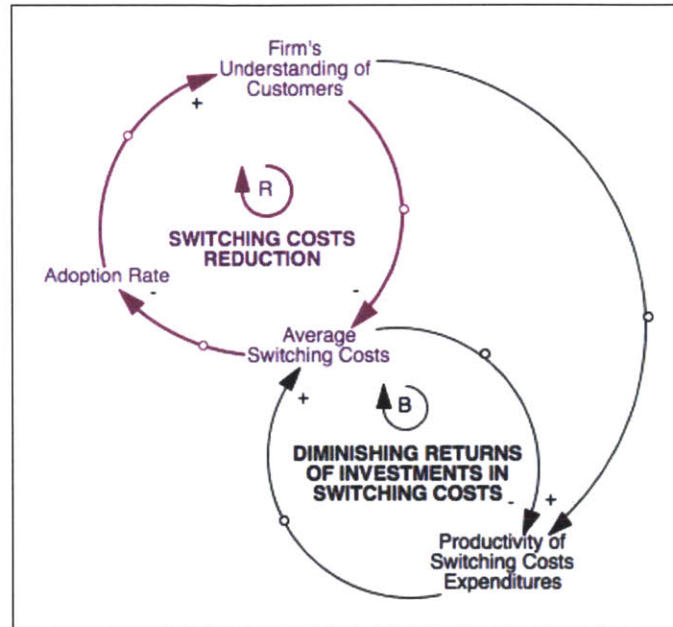 Firm's
Understanding of
Customers
+
R
SWITCHING COSTS
REDUCTION
Adoption Rate
-
-
Average
Switching Costs
+
B
DIMINISHING RETURNS
OF INVESTMENTS IN
SWITCHING COSTS
- +
Productivity of
Switching Costs
Expenditures